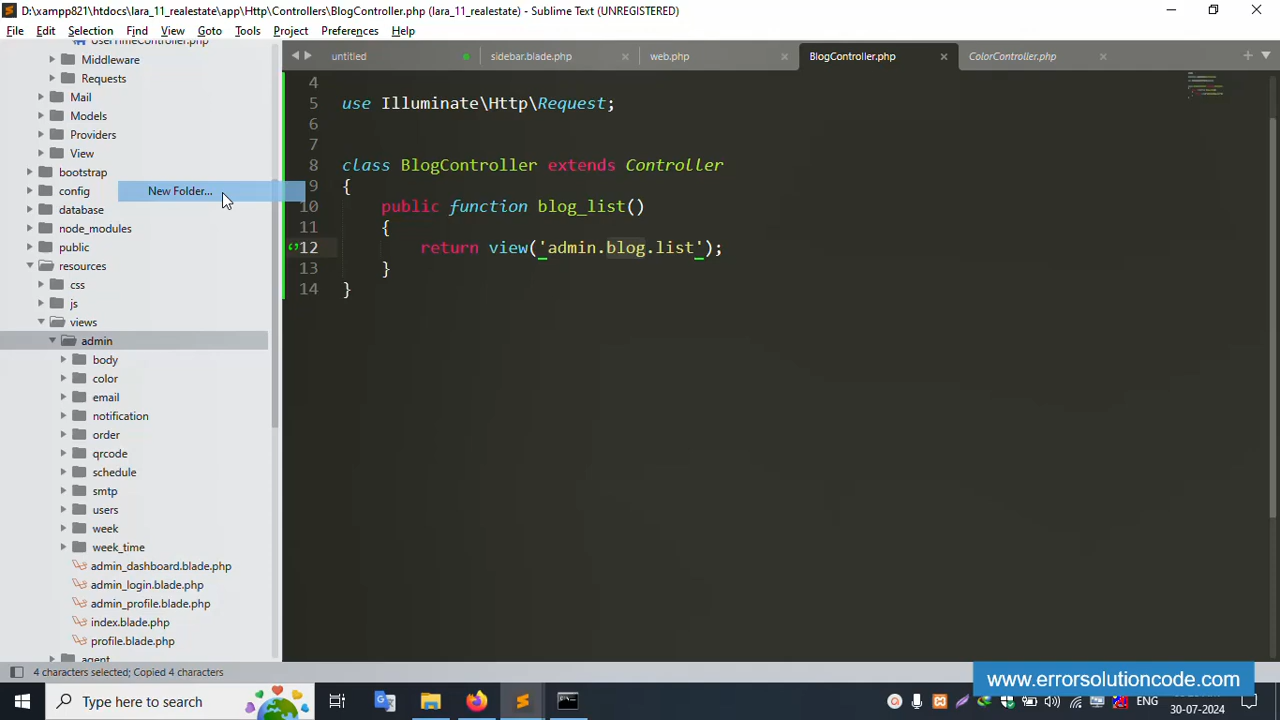 D:\xampp821\htdocs\lara_11_realestate\app\Http\Controllers\BlogController.php (lara_11_realestate) - Sublime Text (UNREGISTERED)
File Edit Selection Find View Goto Tools Project Preferences Help
UserTimeController.php
Middleware
Requests
Mail
Models
Providers
View
bootstrap
config
New Folder...
database
node_modules
public
resources
css
js
views
admin
body
color
email
notification
order
qrcode
schedule
smtp
users
week
week_time
admin_dashboard.blade.php
admin_login.blade.php
admin_profile.blade.php
index.blade.php
profile.blade.php
agent
untitled sidebar.blade.php web.php BlogController.php ColorController.php
4
5 use Illuminate\Http\Request;
6
7
8 class BlogController extends Controller
9 {
10 public function blog_list()
11 {
12 return view('admin.blog.list');
13 }
14 }
4 characters selected; Copied 4 characters
www.errorsolutioncode.com
Type here to search
ENG
30-07-2024